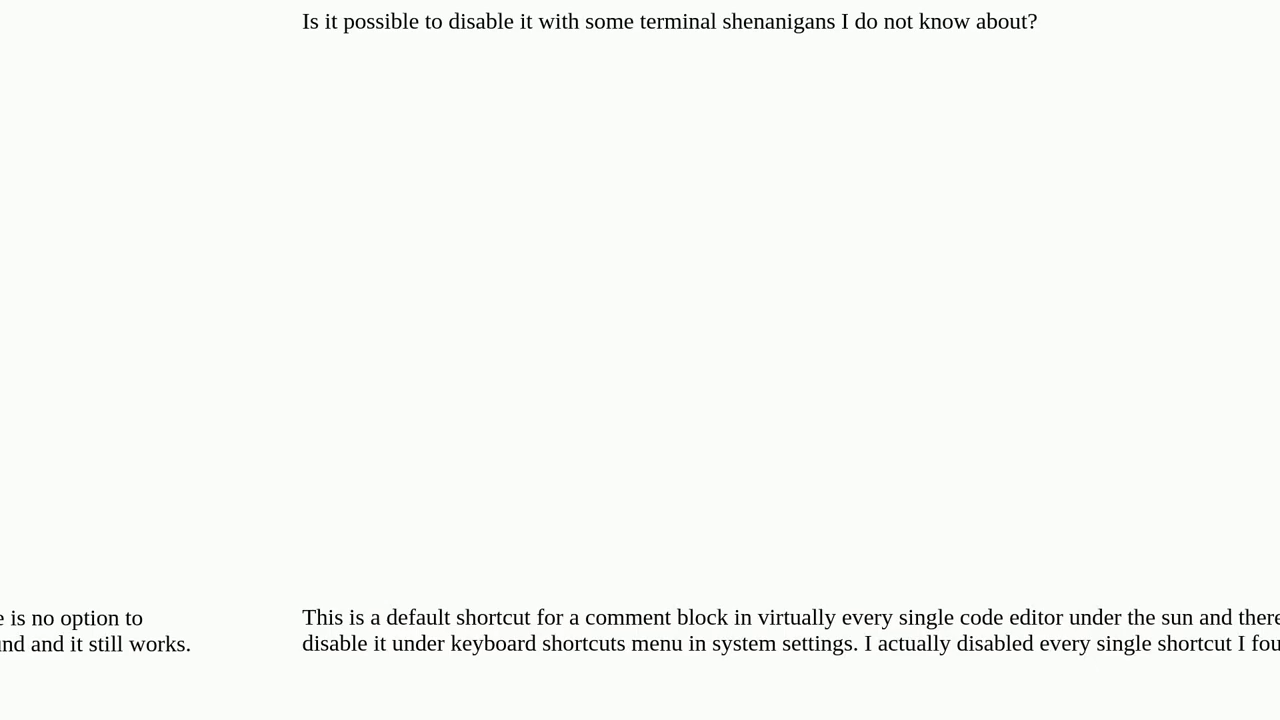 Is it possible to disable it with some terminal shenanigans I do not know about?
e is no option to
nd and it still works.
This is a default shortcut for a comment block in virtually every single code editor under the sun and there
disable it under keyboard shortcuts menu in system settings. I actually disabled every single shortcut I fou